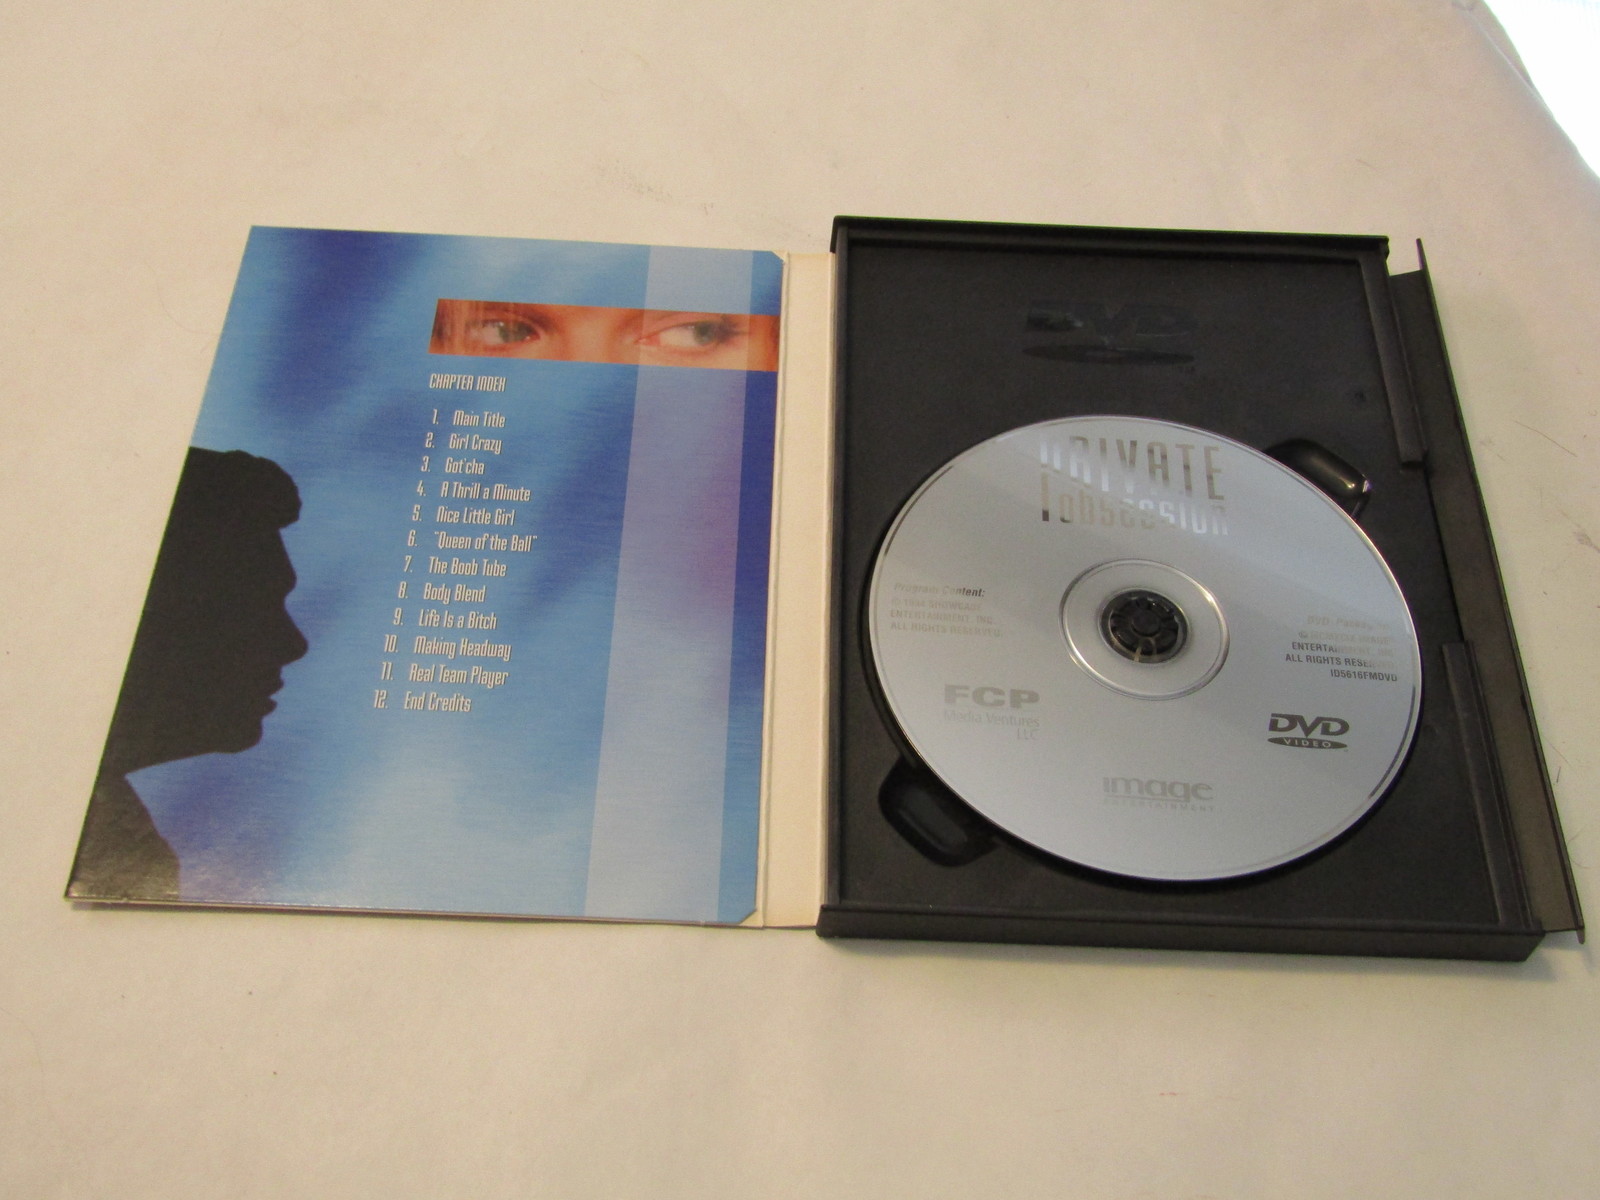 CHAPTER INDEX
1. Main Title
2. Girl Crazy
3. Got'cha
4. A Thrill a Minute
5. Nice Little Girl
6. "Queen of the Ball"
7. The Boob Tube
8. Body Blend
9. Life Is a Bitch
10. Making Headway
11. Real Team Player
12. End Credits
DVD
PRIVATE
obsession
Program Content:
SHOWCASE
ENTERTAINMENT, INC.
ALL RIGHTS RESERVED.
ENTERTAINMENT, INC.
ALL RIGHTS RESERVED.
ID5616FMDVD
FCP
Media Ventures
LLC
DVD
VIDEO
image
ENTERTAINMENT